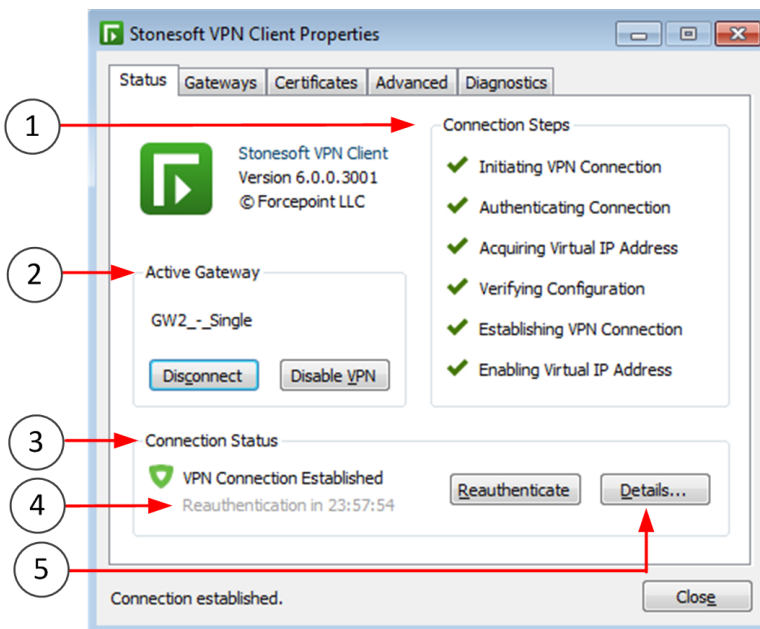 Stonesoft VPN Client Properties
Status Gateways Certificates Advanced Diagnostics
1
Connection Steps
Stonesoft VPN Client
Version 6.0.0.3001
© Forcepoint LLC
Initiating VPN Connection
Authenticating Connection
Acquiring Virtual IP Address
Verifying Configuration
Establishing VPN Connection
Enabling Virtual IP Address
2
Active Gateway
GW2_-_Single
Disconnect Disable VPN
3
Connection Status
VPN Connection Established
4
Reauthentication in 23:57:54
Reauthenticate Details...
5
Connection established.
Close